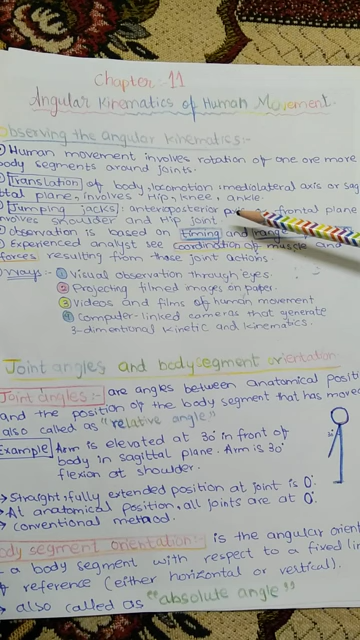 Chapter - 11
Angular Kinematics of Human Movement.
Observing the angular kinematics :-
Human movement involves rotation of one ore more
body segments around joints.
Translation of body, locomotion: mediolateral axis or sag
ittal plane, involves - Hip, knee, ankle.
Jumping jacks: anteroposterior axis frontal plane
involves shoulder and hip joint
observation is based on timing and range
Experienced analyst see coordination of muscle and
forces resulting from these joint actions
Ways: ① Visual observation through eyes.
② Projecting filmed images on paper.
③ Videos and films of human movement
④ Computer-linked cameras that generate
3-dimentional kinetic and kinematics.
Joint angles and body segment orientation
Joint angles :- are angles between anatomical positi
and the position of the body segment that has moved
also called as "relative angle"
Example Arm is elevated at 30° in front of
body in sagittal plane. Arm is 30°
flexion at shoulder.
→ Straight, fully extended position at joint is 0°.
→ At anatomical position, all joints are at 0°.
→ conventional method.
ody segment orientation :- is the angular orient
a body segment with respect to a fixed lin
f reference (either horizontal or vertical).
→ also called as "absolute angle"